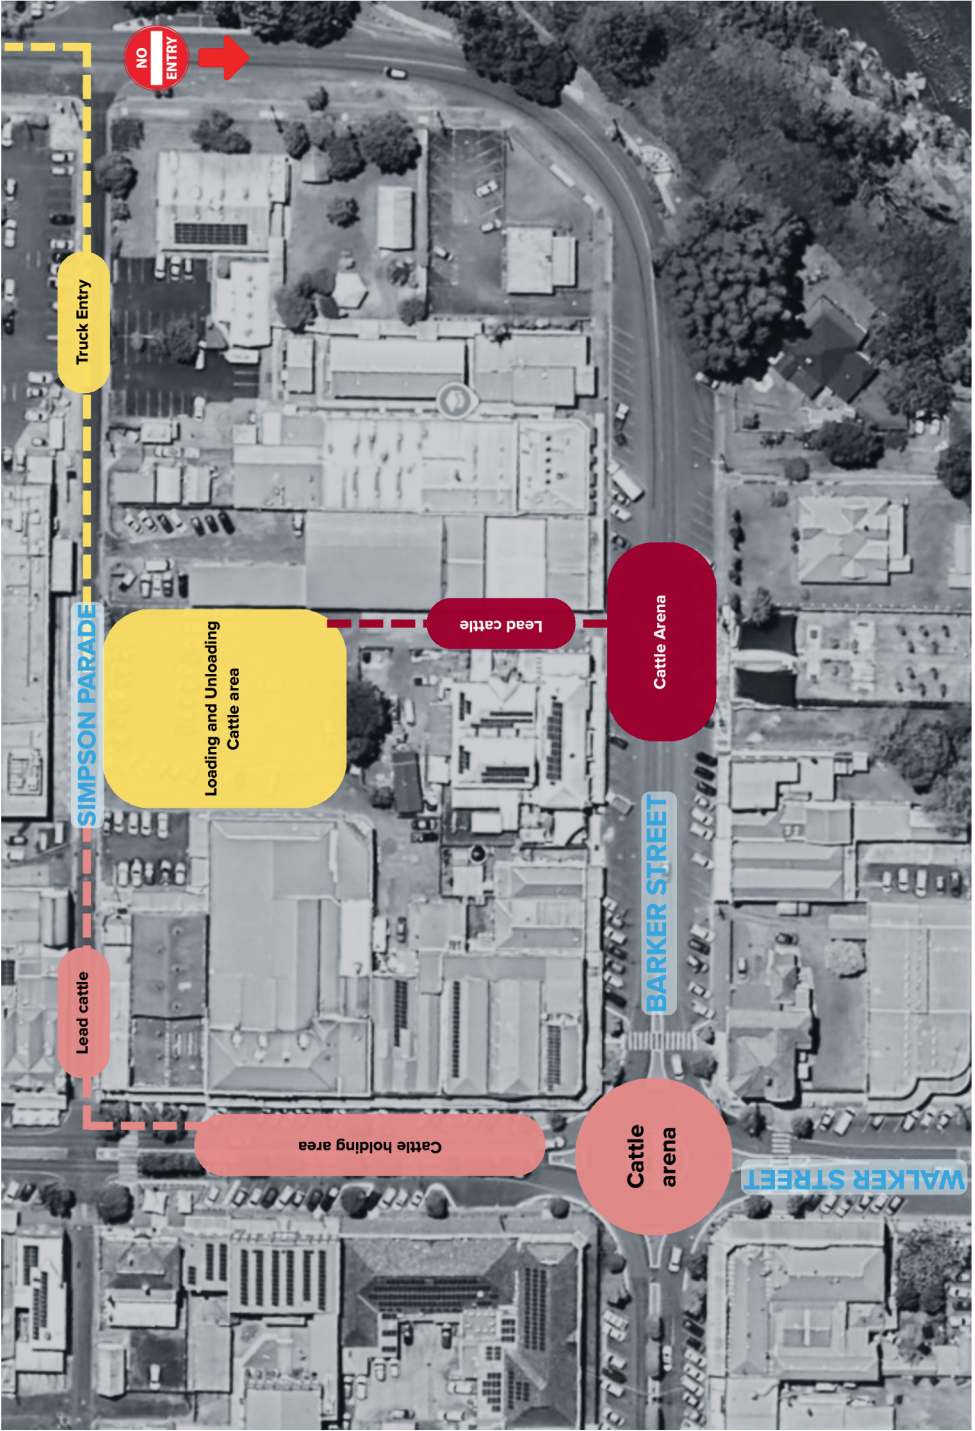 NO
ENTRY
Truck Entry
SIMPSON PARADE
Loading and Unloading
Cattle area
Lead cattle
Cattle Arena
BARKER STREET
Lead cattle
Cattle holding area
Cattle
arena
WALKER STREET